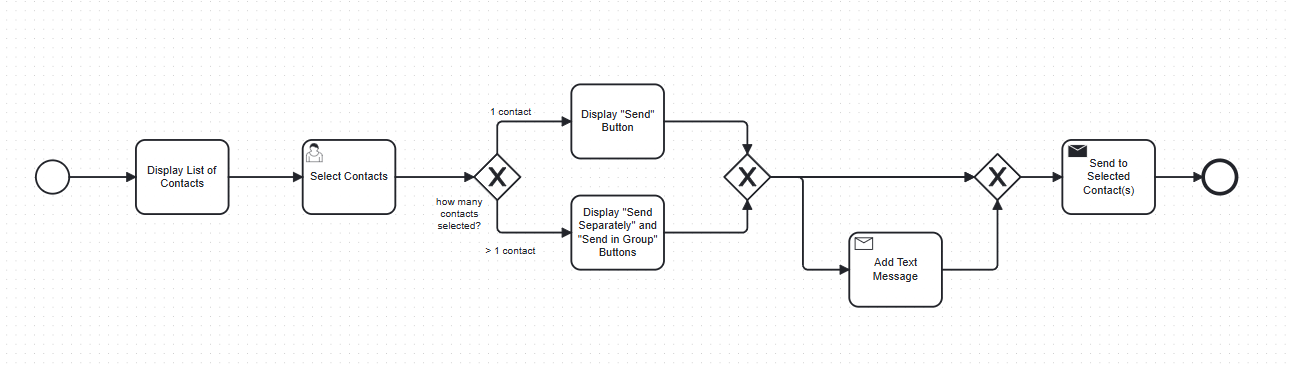 Display List of
Contacts
Select Contacts
how many
contacts
selected?
1 contact
Display "Send"
Button
> 1 contact
Display "Send
Separately" and
"Send in Group"
Buttons
Add Text
Message
Send to
Selected
Contact(s)